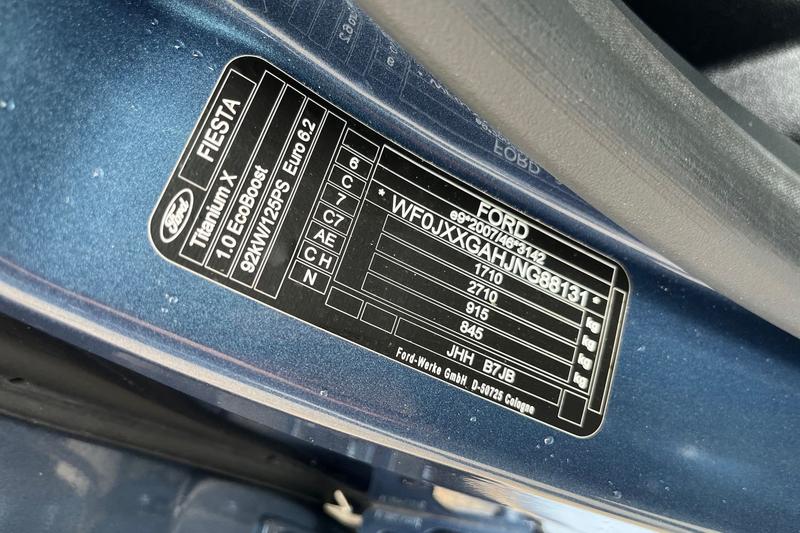 Ford
FIESTA
Titanium X
1.0 EcoBoost
92kW/125PS Euro 6.2
6
C
7
C7
AE
C H
N
FORD
e9*2007/46*3142
* WF0JXXGAHJNG88131 *
1710 kg
2710 kg
915 kg
845 kg
JHH B7JB
Ford-Werke GmbH D-50725 Cologne